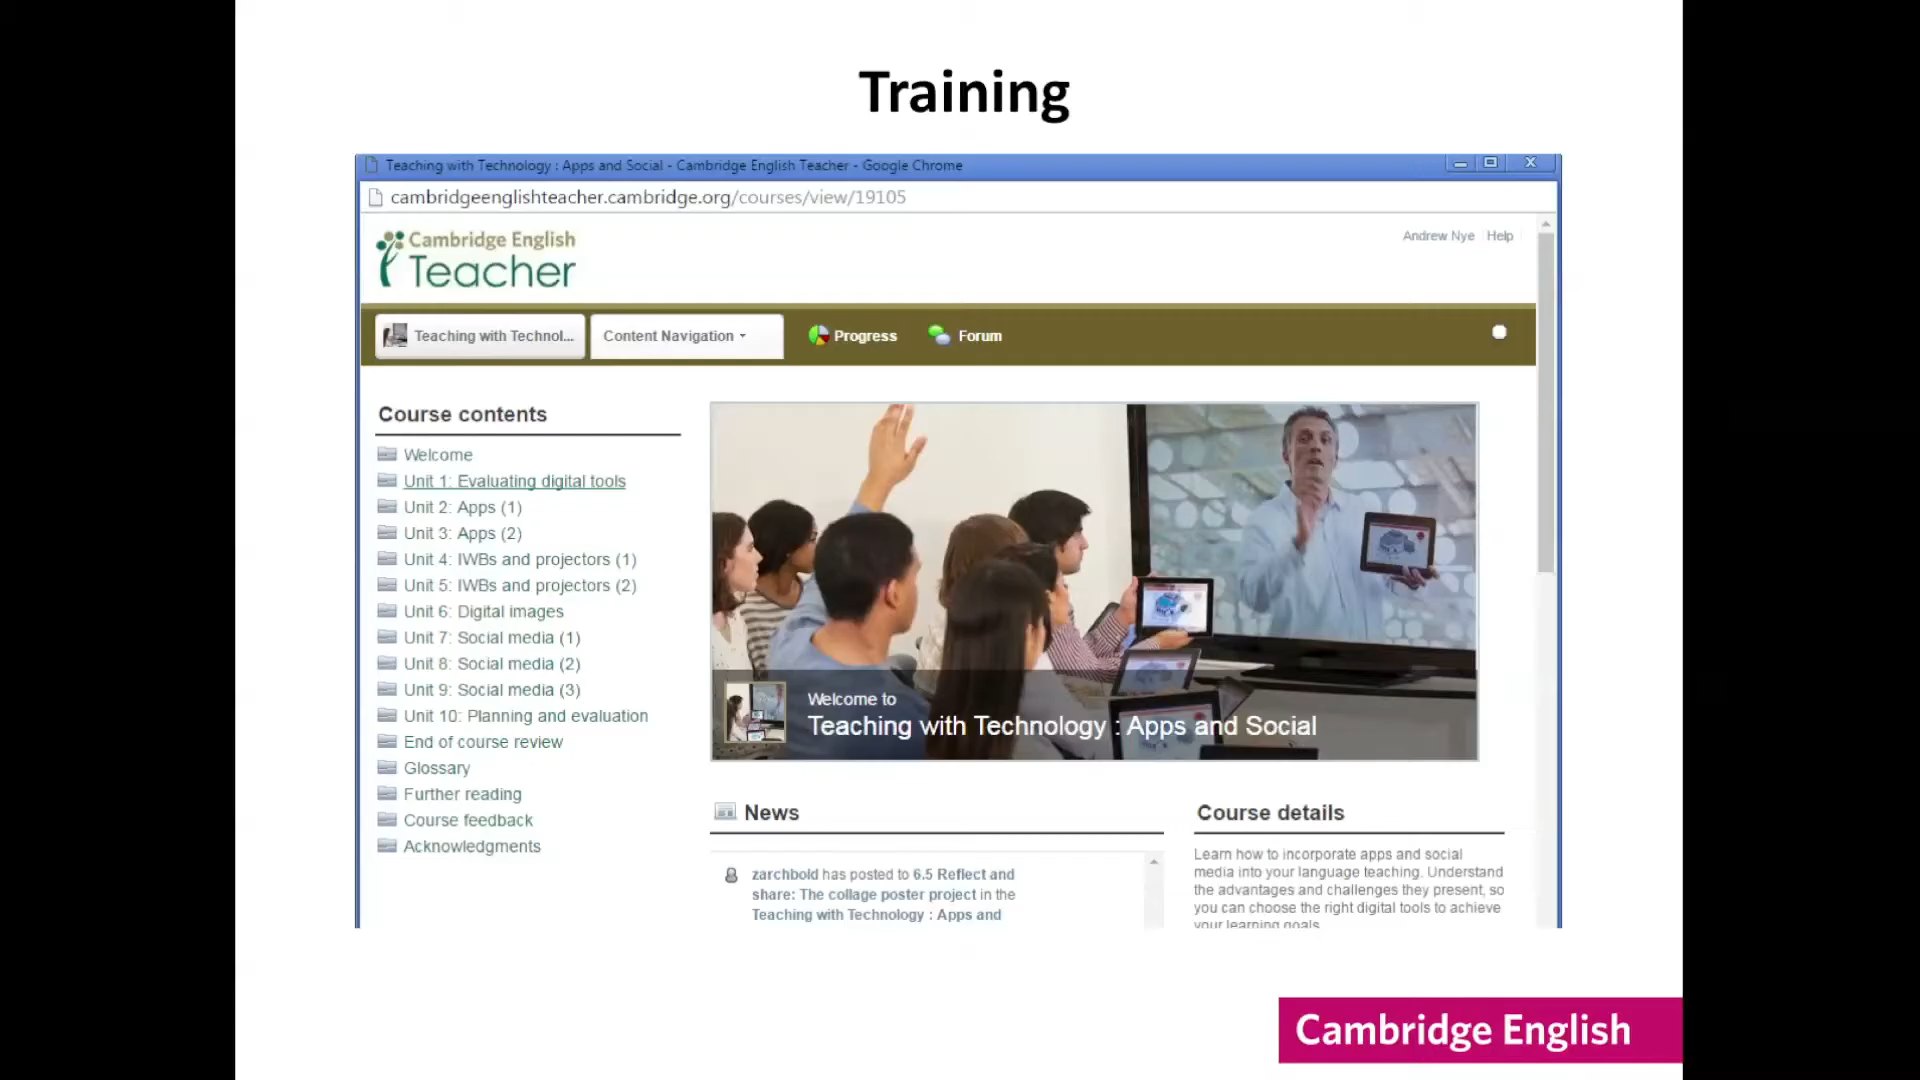 Training
Teaching with Technology : Apps and Social - Cambridge English Teacher - Google Chrome
cambridgeenglishteacher.cambridge.org/courses/view/19105
Cambridge English
Teacher
Andrew Nye Help
Teaching with Technol...
Content Navigation
Progress
Forum
Course contents
Welcome
Unit 1: Evaluating digital tools
Unit 2: Apps (1)
Unit 3: Apps (2)
Unit 4: IWBs and projectors (1)
Unit 5: IWBs and projectors (2)
Unit 6: Digital images
Unit 7: Social media (1)
Unit 8: Social media (2)
Unit 9: Social media (3)
Unit 10: Planning and evaluation
End of course review
Glossary
Further reading
Course feedback
Acknowledgments
Welcome to
Teaching with Technology : Apps and Social
News
zarchbold has posted to 6.5 Reflect and
share: The collage poster project in the
Teaching with Technology : Apps and
Course details
Learn how to incorporate apps and social
media into your language teaching. Understand
the advantages and challenges they present, so
you can choose the right digital tools to achieve
your learning goals.
Cambridge English